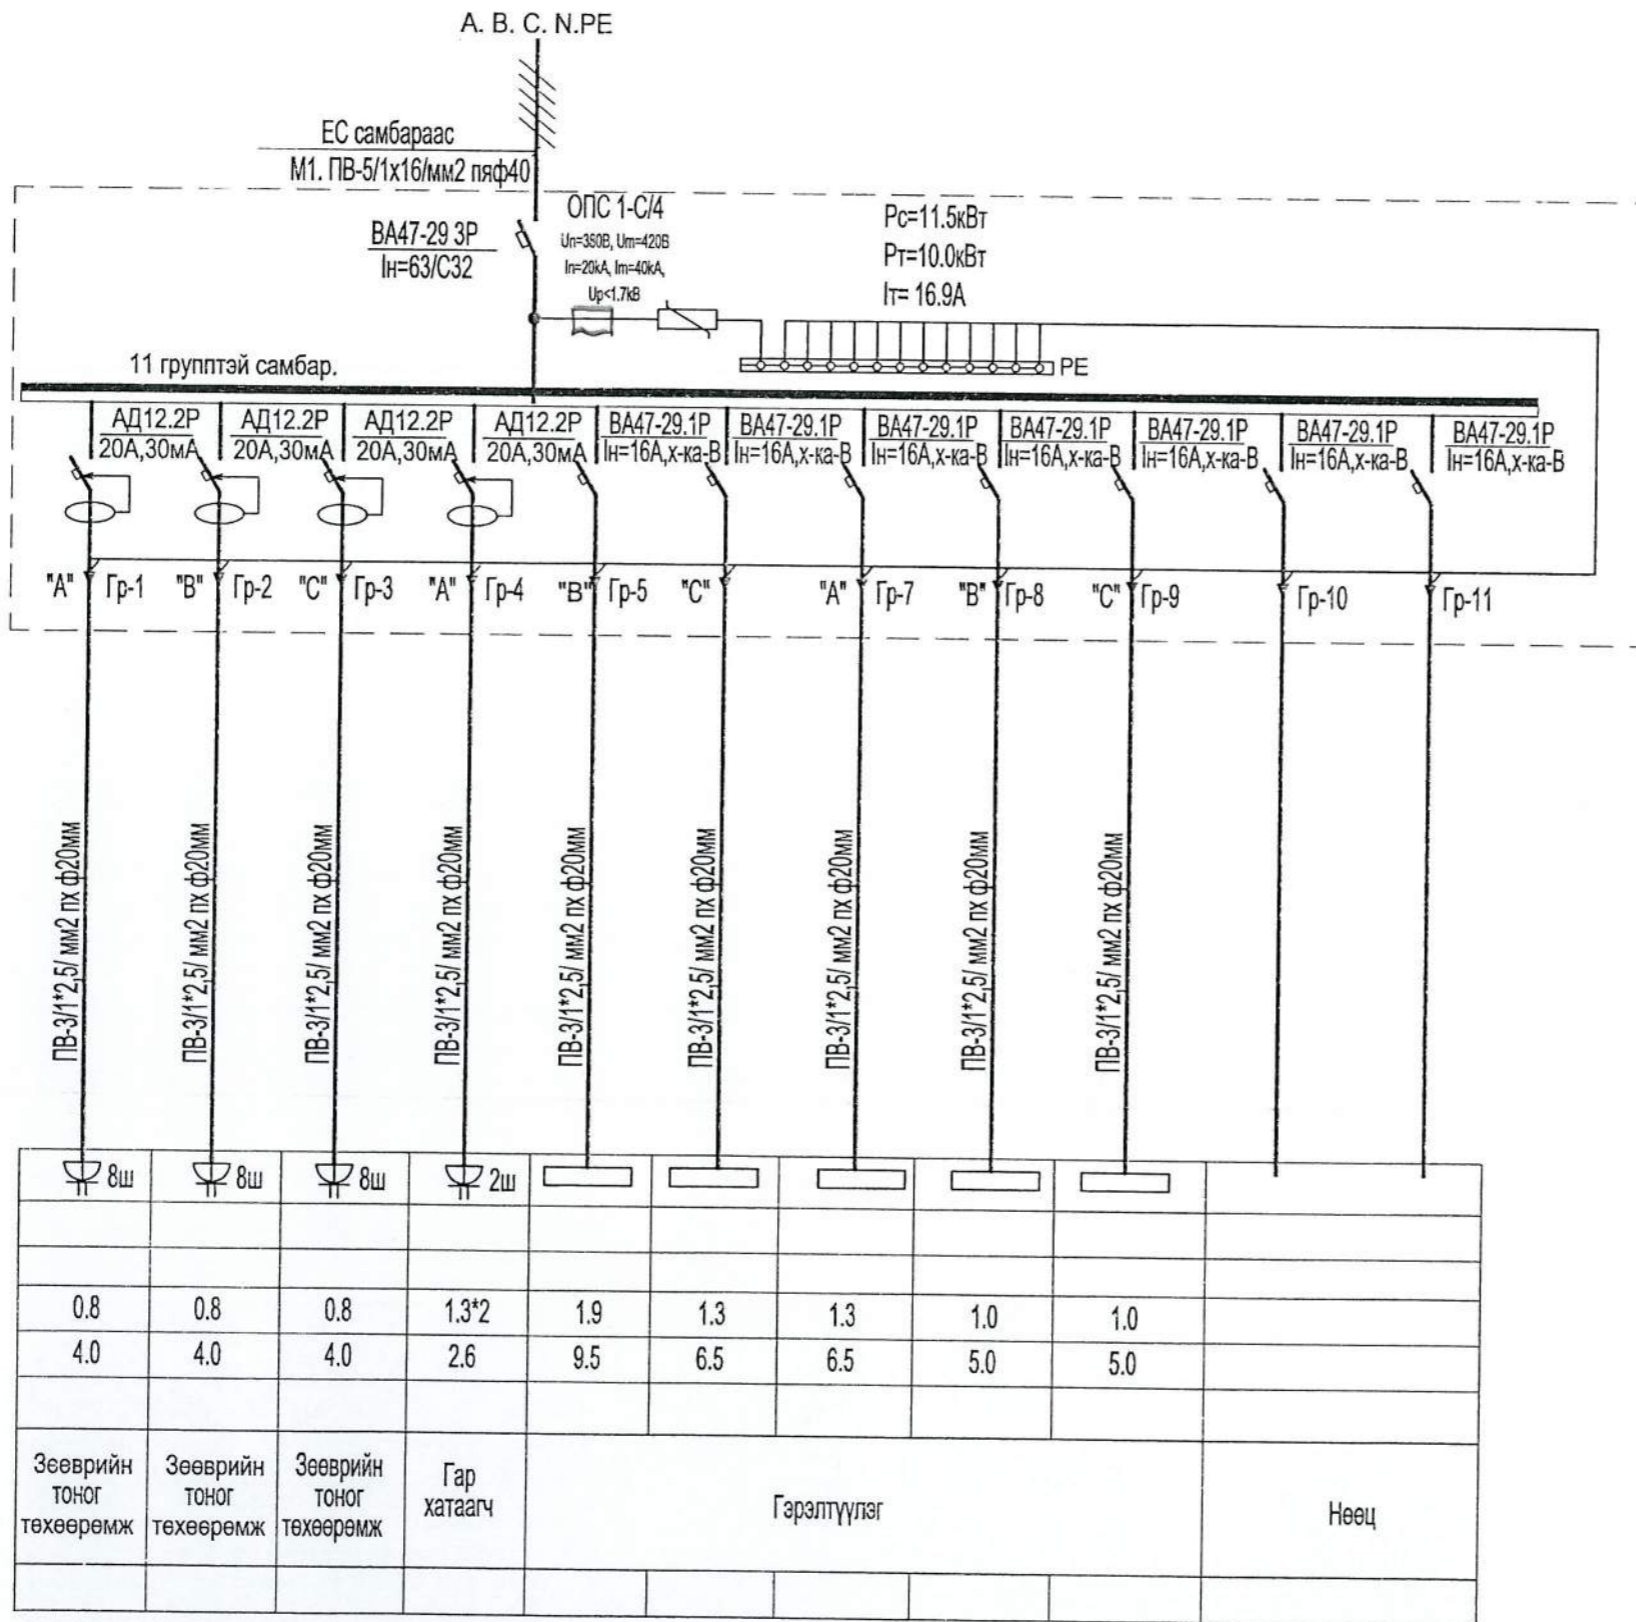 A. B. C. N.PE
ЕС самбараас
М1. ПВ-5/1х16/мм2 пяф40
ВА47-29 3Р
Iн=63/С32
ОПС 1-С/4
Un=380В, Um=420В
In=20kA, Im=40kA,
Up<1.7kB
Рс=11.5кВт
Рт=10.0кВт
Iт= 16.9А
PE
11 групптэй самбар.
АД12.2Р АД12.2Р АД12.2Р АД12.2Р ВА47-29.1Р ВА47-29.1Р ВА47-29.1Р ВА47-29.1Р ВА47-29.1Р ВА47-29.1Р ВА47-29.1Р
20А,30мА 20А,30мА 20А,30мА 20А,30мА Iн=16А,х-ка-В Iн=16А,х-ка-В Iн=16А,х-ка-В Iн=16А,х-ка-В Iн=16А,х-ка-В Iн=16А,х-ка-В Iн=16А,х-ка-В
"А" Гр-1 "В" Гр-2 "С" Гр-3 "А" Гр-4 "В" Гр-5 "С" "А" Гр-7 "В" Гр-8 "С" Гр-9 Гр-10 Гр-11
ПВ-3/1*2,5/ мм2 пх ф20мм
ПВ-3/1*2,5/ мм2 пх ф20мм
ПВ-3/1*2,5/ мм2 пх ф20мм
ПВ-3/1*2,5/ мм2 пх ф20мм
ПВ-3/1*2,5/ мм2 пх ф20мм
ПВ-3/1*2,5/ мм2 пх ф20мм
ПВ-3/1*2,5/ мм2 пх ф20мм
ПВ-3/1*2,5/ мм2 пх ф20мм
ПВ-3/1*2,5/ мм2 пх ф20мм
8ш 8ш 8ш 2ш
0.8 0.8 0.8 1.3*2 1.9 1.3 1.3 1.0 1.0
4.0 4.0 4.0 2.6 9.5 6.5 6.5 5.0 5.0
Зөөврийн
тоног
төхөөрөмж
Зөөврийн
тоног
төхөөрөмж
Зөөврийн
тоног
төхөөрөмж
Гар
хатаагч
Гэрэлтүүлэг
Нөөц